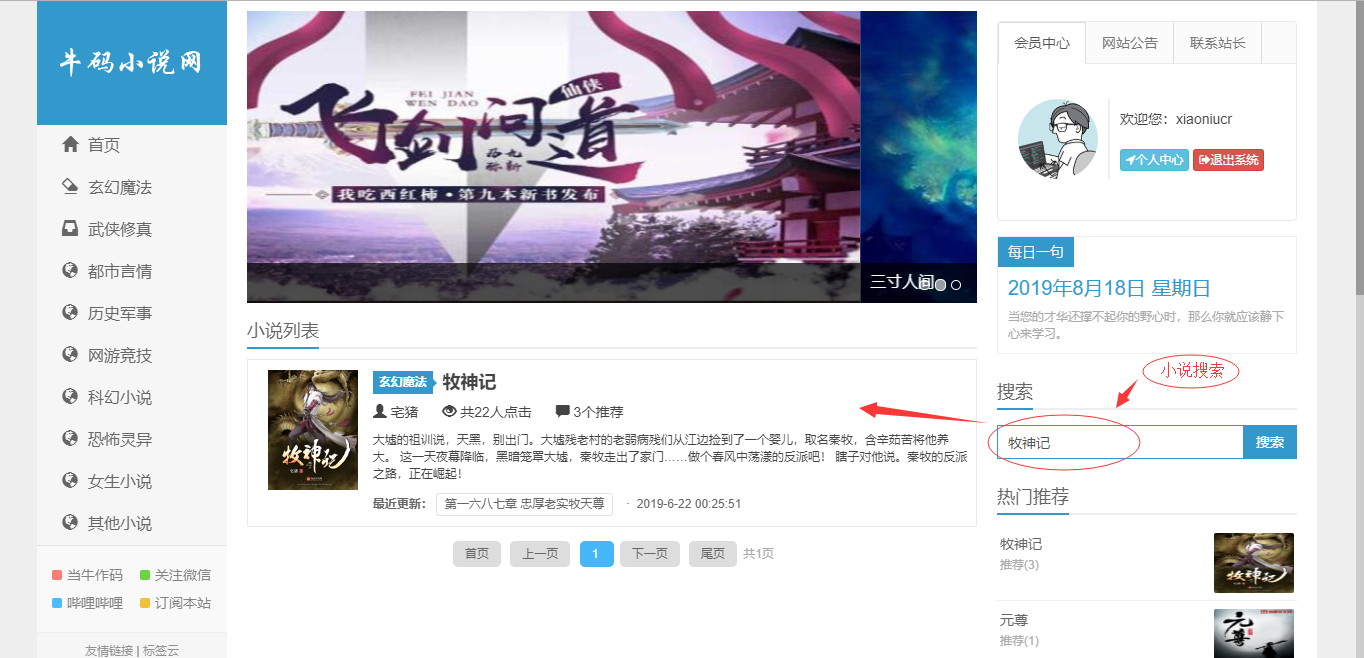 牛码小说网
首页
玄幻魔法
武侠修真
都市言情
历史军事
网游竞技
科幻小说
恐怖灵异
女生小说
其他小说
当牛作码 关注微信
哔哩哔哩 订阅本站
友情链接 | 标签云
飞剑问道
FEI JIAN
WEN DAO
仙侠
我吃西红柿•第九本新书发布
三寸人间
小说列表
牧神记
玄幻魔法 牧神记
宅猪 共22人点击 3个推荐
大墟的祖训说，天黑，别出门。大墟残老村的老弱病残们从江边捡到了一个婴儿，取名秦牧，含辛茹苦将他养
大。 这一天夜幕降临，黑暗笼罩大墟，秦牧走出了家门……做个春风中荡漾的反派吧！ 瞎子对他说。秦牧的反派
之路，正在崛起！
最近更新： 第一六八七章 忠厚老实牧天尊 · 2019-6-22 00:25:51
首页 上一页 1 下一页 尾页 共1页
会员中心 网站公告 联系站长
欢迎您：xiaoniucr
个人中心 退出系统
每日一句
2019年8月18日 星期日
当您的才华还撑不起你的野心时，那么你就应该静下
心来学习。
小说搜索
搜索
牧神记 搜索
热门推荐
牧神记
推荐(3)
牧神记
元尊
推荐(1)
元尊